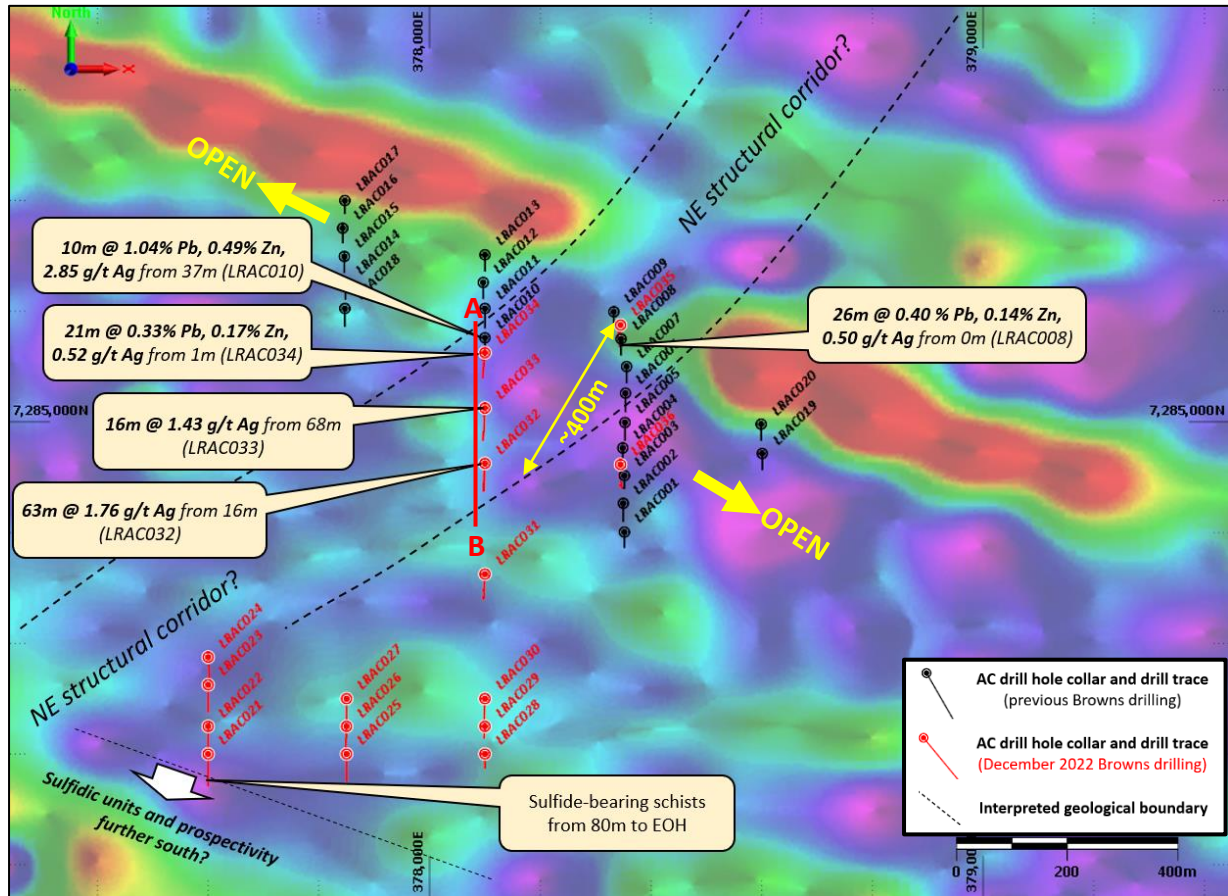 North
X
378,000E
379,000E
NE structural corridor?
OPEN
LRAC017
LRAC016
LRAC015
LRAC014
AC018
LRAC013
LRAC012
LRAC011
LRAC010
LRAC034
LRAC033
LRAC032
LRAC031
LRAC009
LRAC035
LRAC008
LRAC007
LRAC005
LRAC004
LRAC036
LRAC003
LRAC002
LRAC001
LRAC020
LRAC019
10m @ 1.04% Pb, 0.49% Zn,
2.85 g/t Ag from 37m (LRAC010)
21m @ 0.33% Pb, 0.17% Zn,
0.52 g/t Ag from 1m (LRAC034)
16m @ 1.43 g/t Ag from 68m
(LRAC033)
63m @ 1.76 g/t Ag from 16m
(LRAC032)
26m @ 0.40 % Pb, 0.14% Zn,
0.50 g/t Ag from 0m (LRAC008)
A
B
~400m
7,285,000N
7,285,000N
OPEN
NE structural corridor?
LRAC024
LRAC023
LRAC022
LRAC021
LRAC027
LRAC026
LRAC025
LRAC030
LRAC029
LRAC028
Sulfidic units and prospectivity
further south?
Sulfide-bearing schists
from 80m to EOH
AC drill hole collar and drill trace
(previous Browns drilling)
AC drill hole collar and drill trace
(December 2022 Browns drilling)
Interpreted geological boundary
378,000E
0
200
400m